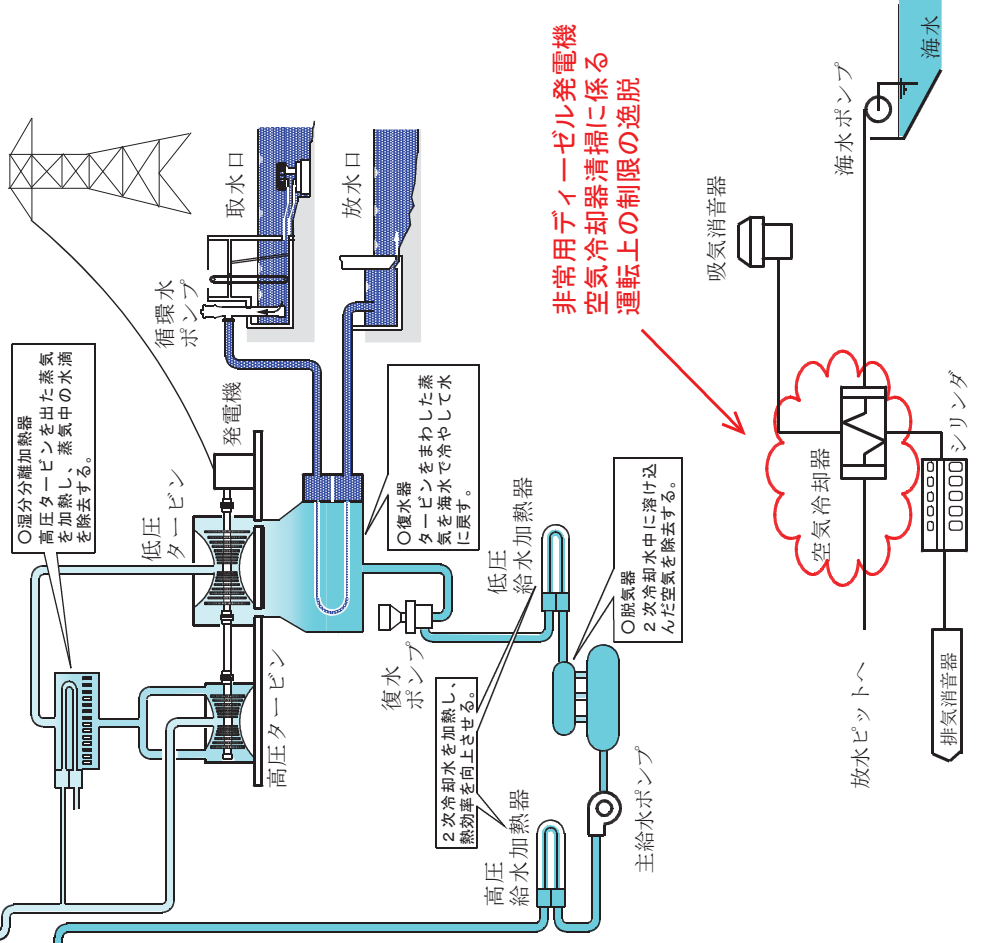 ○湿分分離加熱器
高圧タービンを出た蒸気
を加熱し、蒸気中の水滴
を除去する。
低圧
タービン
高圧タービン
発電機
循環水
ポンプ
取水口
放水口
○復水器
タービンをまわした蒸
気を海水で冷やして水
に戻す。
復水
ポンプ
低圧
給水加熱器
2次冷却水を加熱し、
熱効率を向上させる。
○脱気器
2次冷却水中に溶け込
んだ空気を除去する。
高圧
給水加熱器
主給水ポンプ
非常用ディーゼル発電機
空気冷却器清掃に係る
運転上の制限の逸脱
吸気消音器
海水ポンプ
海水
空気冷却器
シリンダ
放水ピットへ
排気消音器